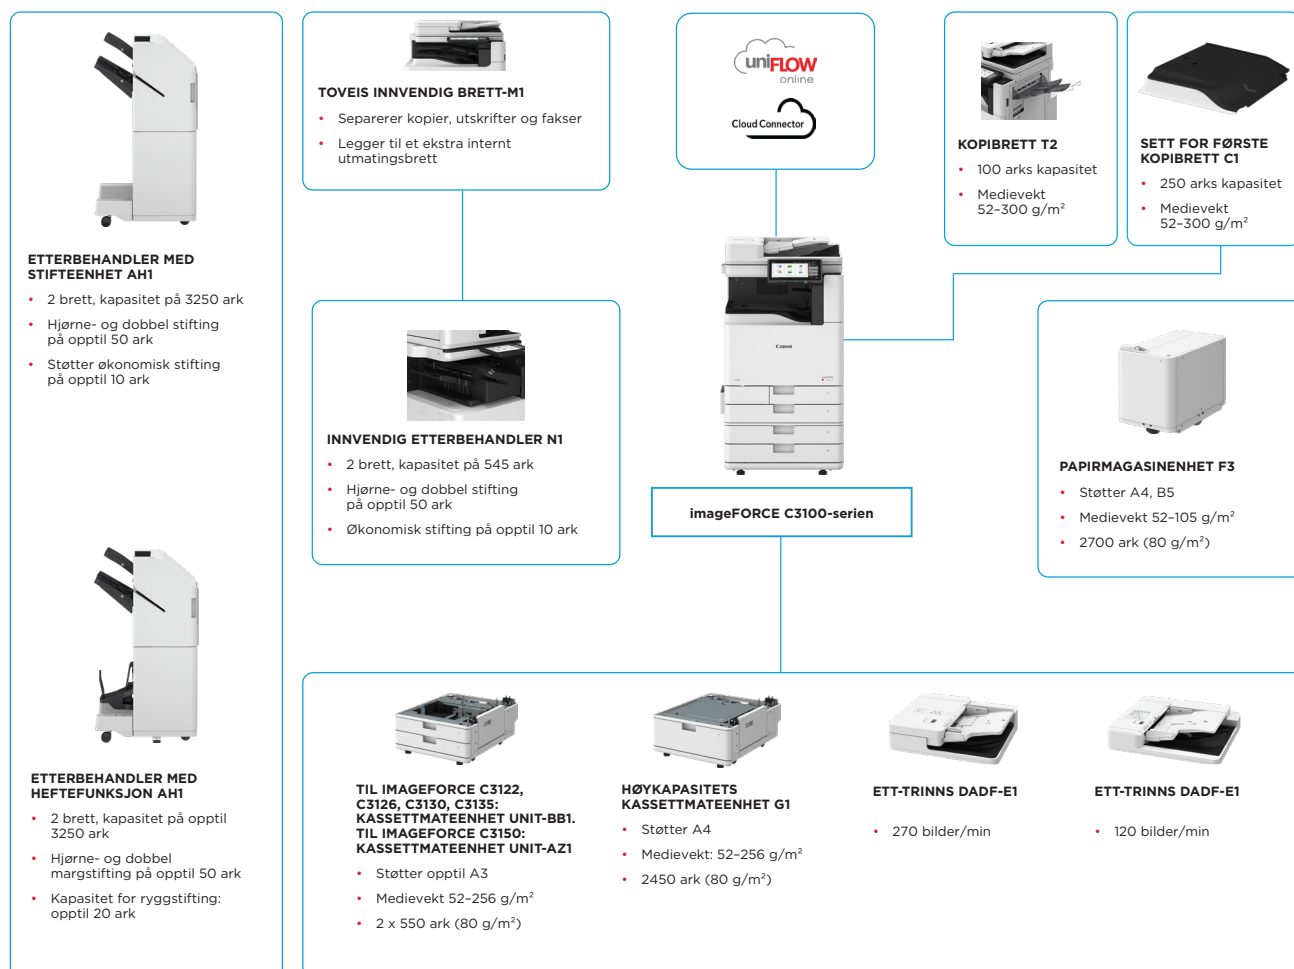 ETTERBEHANDLER MED
STIFTEENHET AH1
• 2 brett, kapasitet på 3250 ark
• Hjørne- og dobbel stifting
på opptil 50 ark
• Støtter økonomisk stifting
på opptil 10 ark
ETTERBEHANDLER MED
HEFTEFUNKSJON AH1
• 2 brett, kapasitet på opptil
3250 ark
• Hjørne- og dobbel
margstifting på opptil 50 ark
• Kapasitet for ryggstifting:
opptil 20 ark
TOVEIS INNVENDIG BRETT-M1
• Separerer kopier, utskrifter og fakser
• Legger til et ekstra internt
utmatingsbrett
INNVENDIG ETTERBEHANDLER N1
• 2 brett, kapasitet på 545 ark
• Hjørne- og dobbel stifting
på opptil 50 ark
• Økonomisk stifting på opptil 10 ark
uniFLOW
online
Cloud Connector
Canon
imageFORCE C3100-serien
KOPIBRETT T2
• 100 arks kapasitet
• Medievekt
52–300 g/m²
SETT FOR FØRSTE
KOPIBRETT C1
• 250 arks kapasitet
• Medievekt
52–300 g/m²
PAPIRMAGASINENHET F3
• Støtter A4, B5
• Medievekt 52–105 g/m²
• 2700 ark (80 g/m²)
TIL IMAGEFORCE C3122,
C3126, C3130, C3135:
KASSETTMATEENHET UNIT-BB1.
TIL IMAGEFORCE C3150:
KASSETTMATEENHET UNIT-AZ1
• Støtter opptil A3
• Medievekt 52–256 g/m²
• 2 x 550 ark (80 g/m²)
HØYKAPASITETS
KASSETTMATEENHET G1
• Støtter A4
• Medievekt: 52–256 g/m²
• 2450 ark (80 g/m²)
ETT-TRINNS DADF-E1
• 270 bilder/min
ETT-TRINNS DADF-E1
• 120 bilder/min